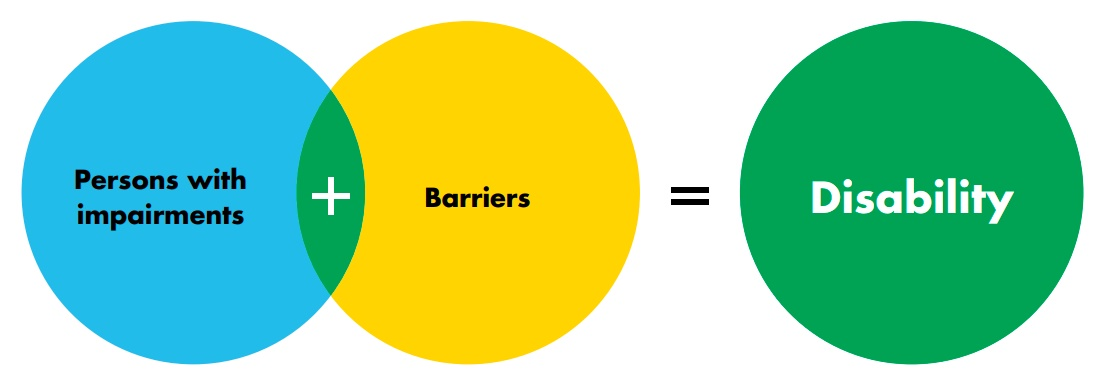 Persons with
impairments
+
Barriers
=
Disability